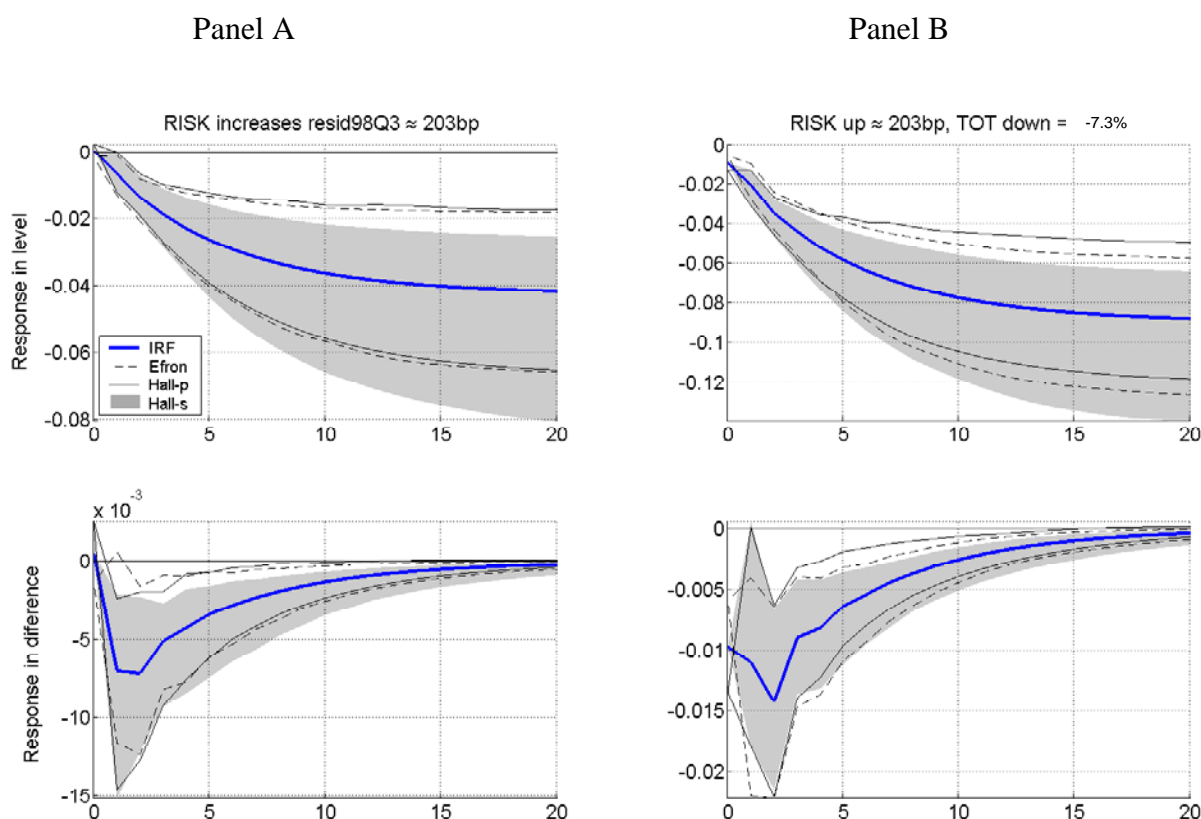 Panel A
Panel B
RISK increases resid98Q3 ≈ 203bp
RISK up ≈ 203bp, TOT down = -7.3%
Response in level
0
-0.02
-0.04
-0.06
-0.08
IRF
Efron
Hall-p
Hall-s
0 5 10 15 20
0
-0.02
-0.04
-0.06
-0.08
-0.1
-0.12
0 5 10 15 20
Response in difference
x 10⁻³
0
-5
-10
-15
0 5 10 15 20
0
-0.005
-0.01
-0.015
-0.02
0 5 10 15 20